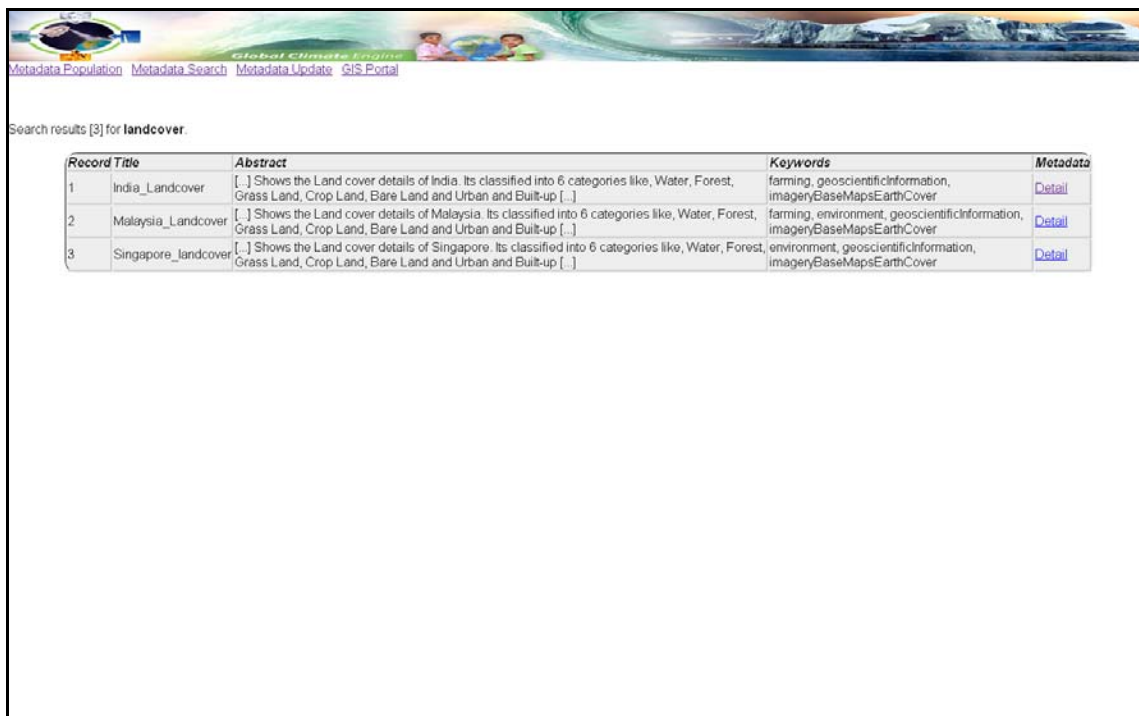 Global Climate Engine
Metadata Population Metadata Search Metadata Update GIS Portal
Search results [3] for landcover.
Record Title Abstract Keywords Metadata
1 India_Landcover [...] Shows the Land cover details of India. Its classified into 6 categories like, Water, Forest, Grass Land, Crop Land, Bare Land and Urban and Built-up [...] farming, geoscientificInformation, imageryBaseMapsEarthCover Detail
2 Malaysia_Landcover [...] Shows the Land cover details of Malaysia. Its classified into 6 categories like, Water, Forest, Grass Land, Crop Land, Bare Land and Urban and Built-up [...] farming, environment, geoscientificInformation, imageryBaseMapsEarthCover Detail
3 Singapore_landcover [...] Shows the Land cover details of Singapore. Its classified into 6 categories like, Water, Forest, Grass Land, Crop Land, Bare Land and Urban and Built-up [...] environment, geoscientificInformation, imageryBaseMapsEarthCover Detail